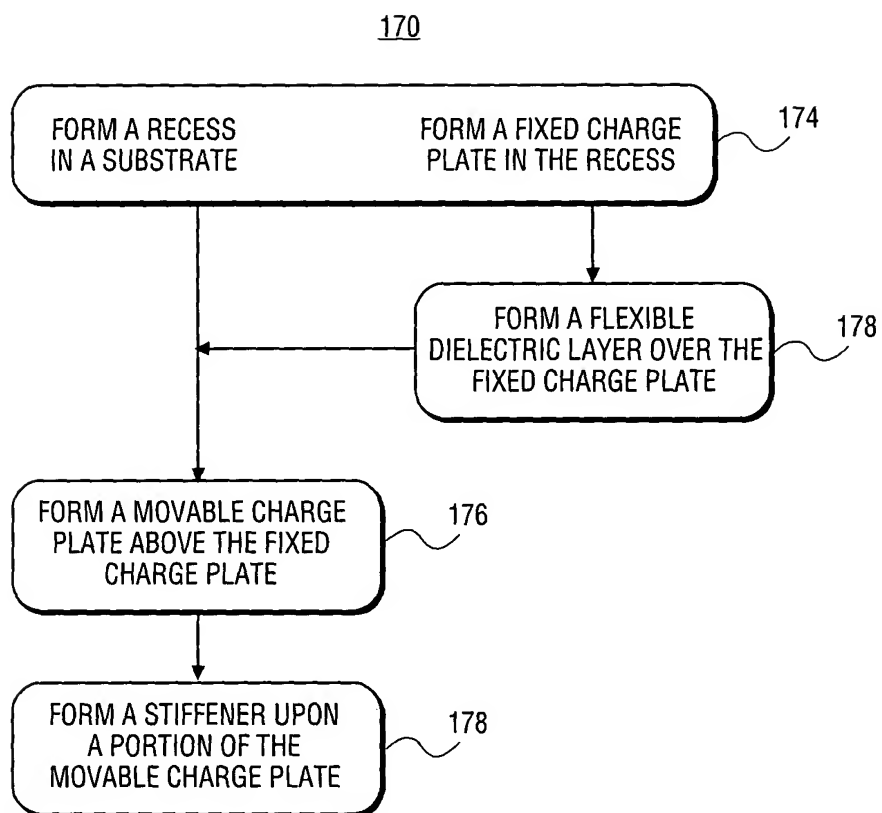 170
FORM A RECESS
IN A SUBSTRATE
FORM A FIXED CHARGE
PLATE IN THE RECESS
174
FORM A FLEXIBLE
DIELECTRIC LAYER OVER THE
FIXED CHARGE PLATE
178
FORM A MOVABLE CHARGE
PLATE ABOVE THE FIXED
CHARGE PLATE
176
FORM A STIFFENER UPON
A PORTION OF THE
MOVABLE CHARGE PLATE
178